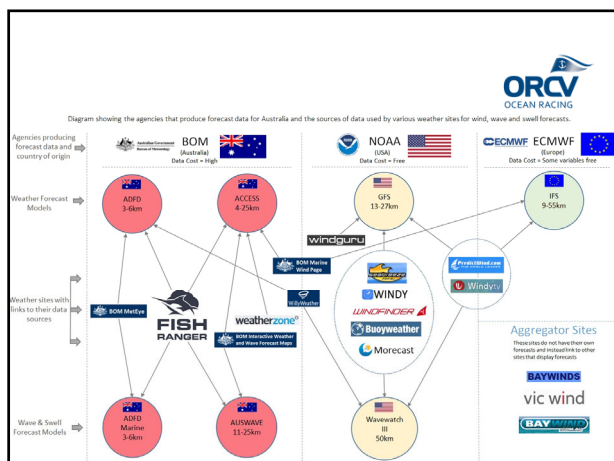 ORCV
OCEAN RACING
Diagram showing the agencies that produce forecast data for Australia and the sources of data used by various weather sites for wind, wave and swell forecasts.
Agencies producing
forecast data and
country of origin
Australian Government
Bureau of Meteorology
BOM
(Australia)
Data Cost = High
NOAA
(USA)
Data Cost = Free
ECMWF
ECMWF
(Europe)
Data Cost = Some variables free
Weather Forecast
Models
ADFD
3-6km
ACCESS
4-25km
GFS
13-27km
IFS
9-55km
windguru
BOM Marine
Wind Page
PredictWind.com
Windytv
Weather sites with
links to their data
sources
BOM MetEye
FISH
RANGER
WillyWeather
weatherzone
BOM Interactive Weather
and Wave Forecast Maps
seabreeze
WINDY
WINDFINDER
Buoyweather
Morecast
Aggregator Sites
These sites do not have their own
forecasts and instead link to other
sites that display forecasts
BAYWINDS
vic wind
BAYWIND
Wave & Swell
Forecast Models
ADFD
Marine
3-6km
AUSWAVE
11-25km
Wavewatch
III
50km